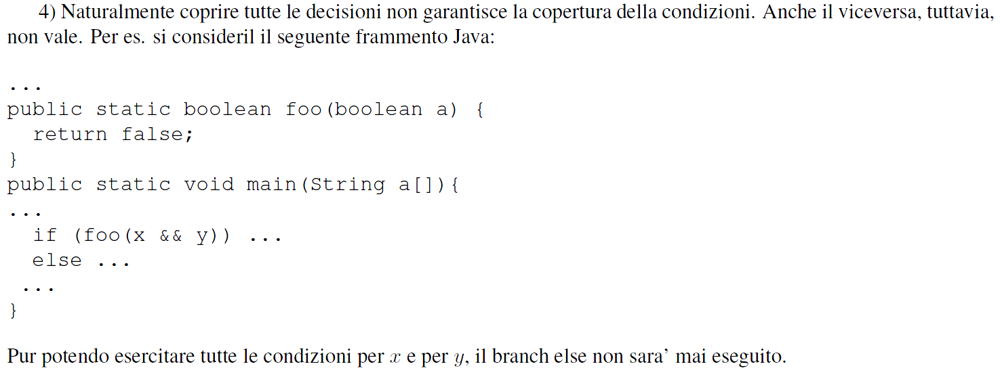 4) Naturalmente coprire tutte le decisioni non garantisce la copertura della condizioni. Anche il viceversa, tuttavia,
non vale. Per es. si consideril il seguente frammento Java:
...
public static boolean foo(boolean a) {
return false;
}
public static void main(String a[]){
...
if (foo(x && y)) ...
else ...
...
}
Pur potendo esercitare tutte le condizioni per x e per y, il branch else non sara' mai eseguito.